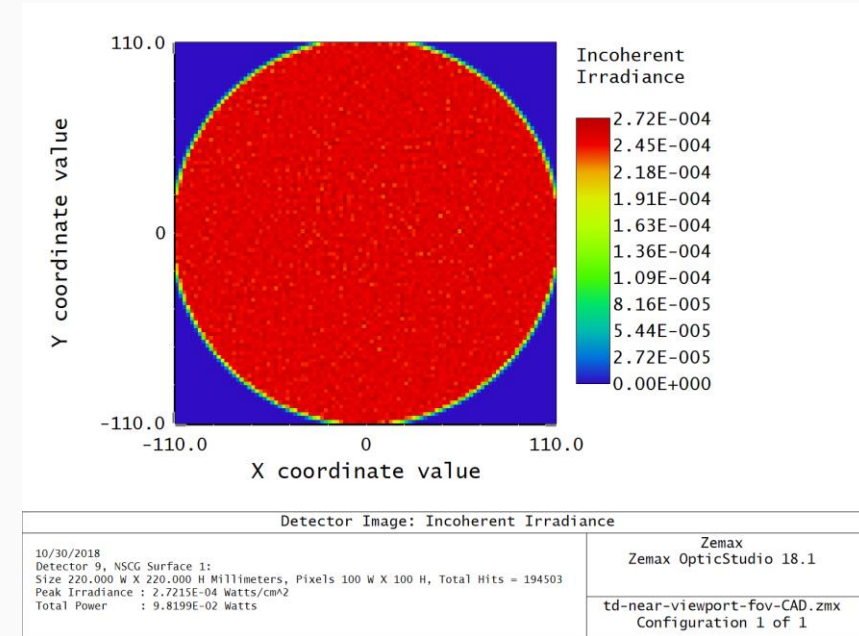 110.0
0
-110.0
-110.0
0
110.0
Y coordinate value
X coordinate value
Incoherent
Irradiance
2.72E-004
2.45E-004
2.18E-004
1.91E-004
1.63E-004
1.36E-004
1.09E-004
8.16E-005
5.44E-005
2.72E-005
0.00E+000
Detector Image: Incoherent Irradiance
10/30/2018
Detector 9, NSCG Surface 1:
Size 220.000 W X 220.000 H Millimeters, Pixels 100 W X 100 H, Total Hits = 194503
Peak Irradiance : 2.7215E-04 Watts/cm^2
Total Power : 9.8199E-02 Watts
Zemax
Zemax OpticStudio 18.1
td-near-viewport-fov-CAD.zmx
Configuration 1 of 1